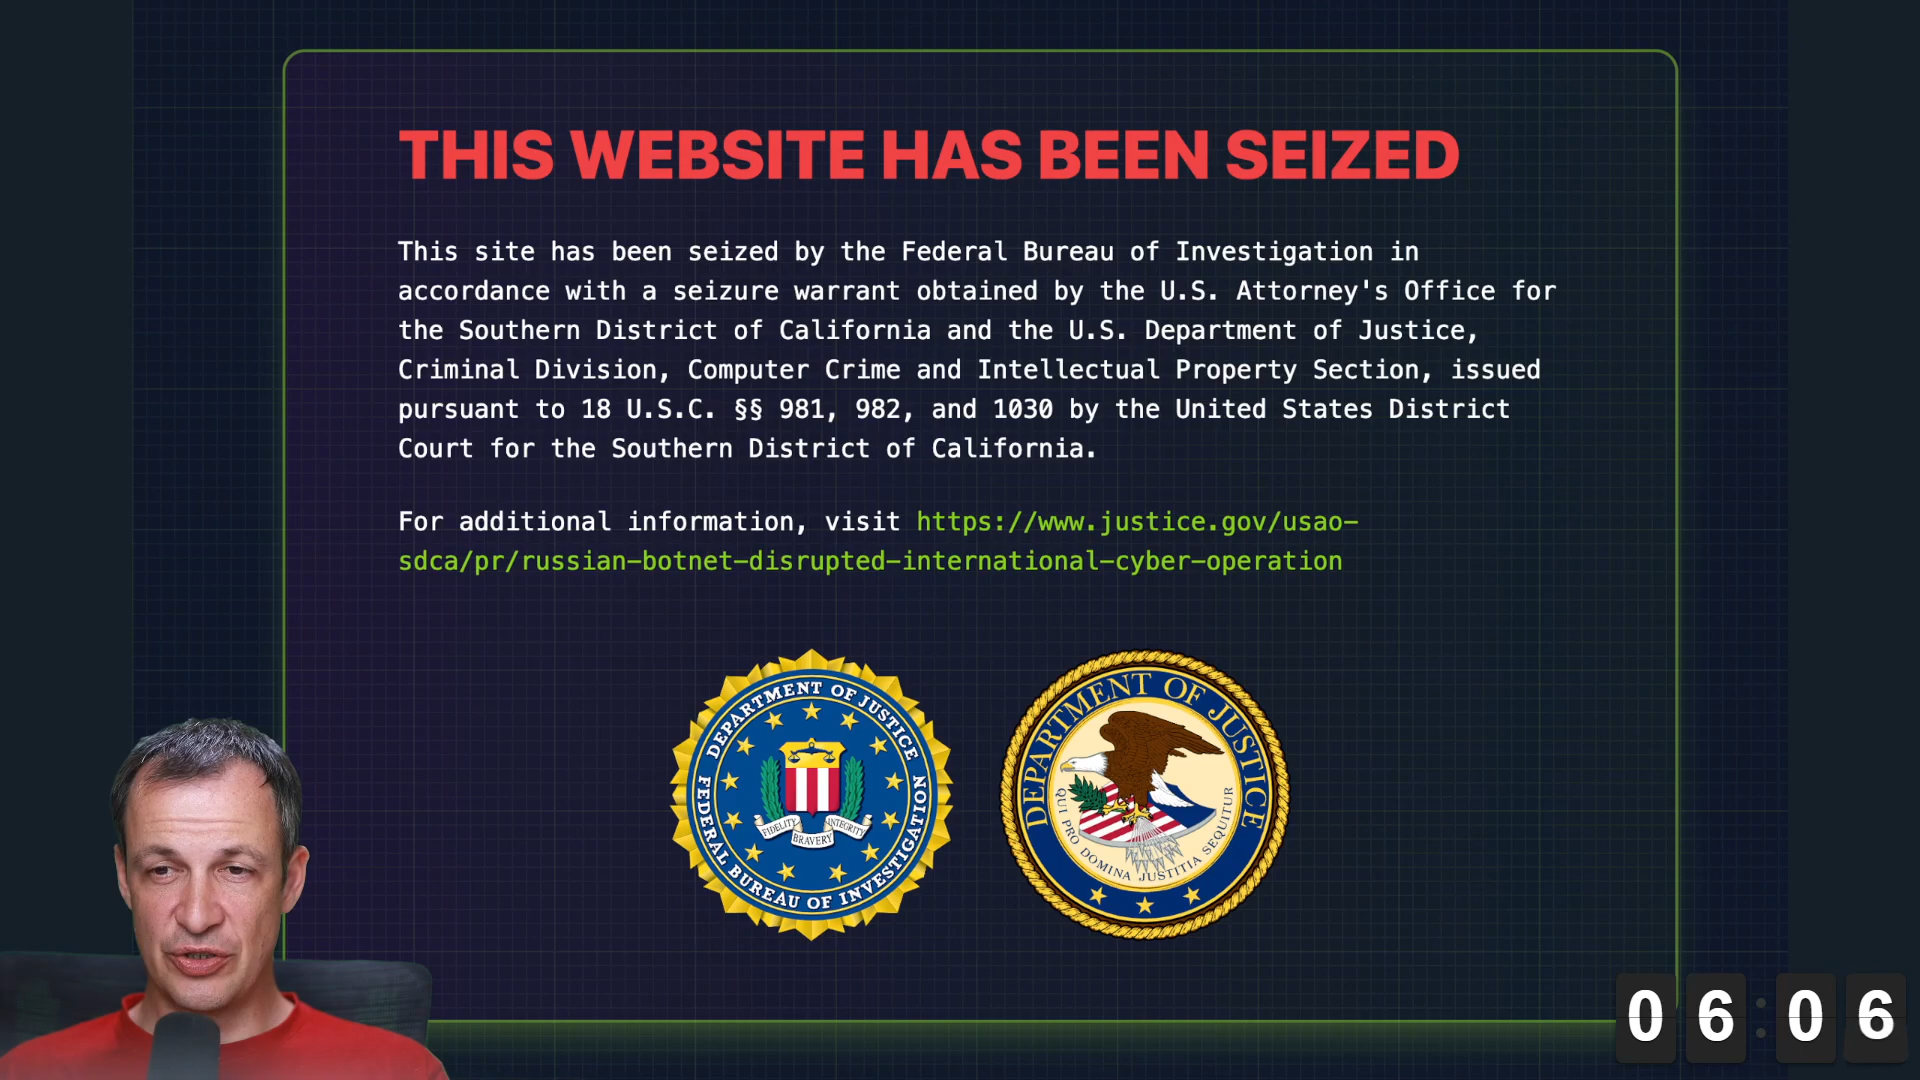 THIS WEBSITE HAS BEEN SEIZED
This site has been seized by the Federal Bureau of Investigation in
accordance with a seizure warrant obtained by the U.S. Attorney's Office for
the Southern District of California and the U.S. Department of Justice,
Criminal Division, Computer Crime and Intellectual Property Section, issued
pursuant to 18 U.S.C. §§ 981, 982, and 1030 by the United States District
Court for the Southern District of California.
For additional information, visit https://www.justice.gov/usao-
sdca/pr/russian-botnet-disrupted-international-cyber-operation
DEPARTMENT OF JUSTICE
FEDERAL BUREAU OF INVESTIGATION
FIDELITY
BRAVERY
INTEGRITY
DEPARTMENT OF JUSTICE
QUI PRO DOMINA JUSTITIA SEQUITUR
06:06